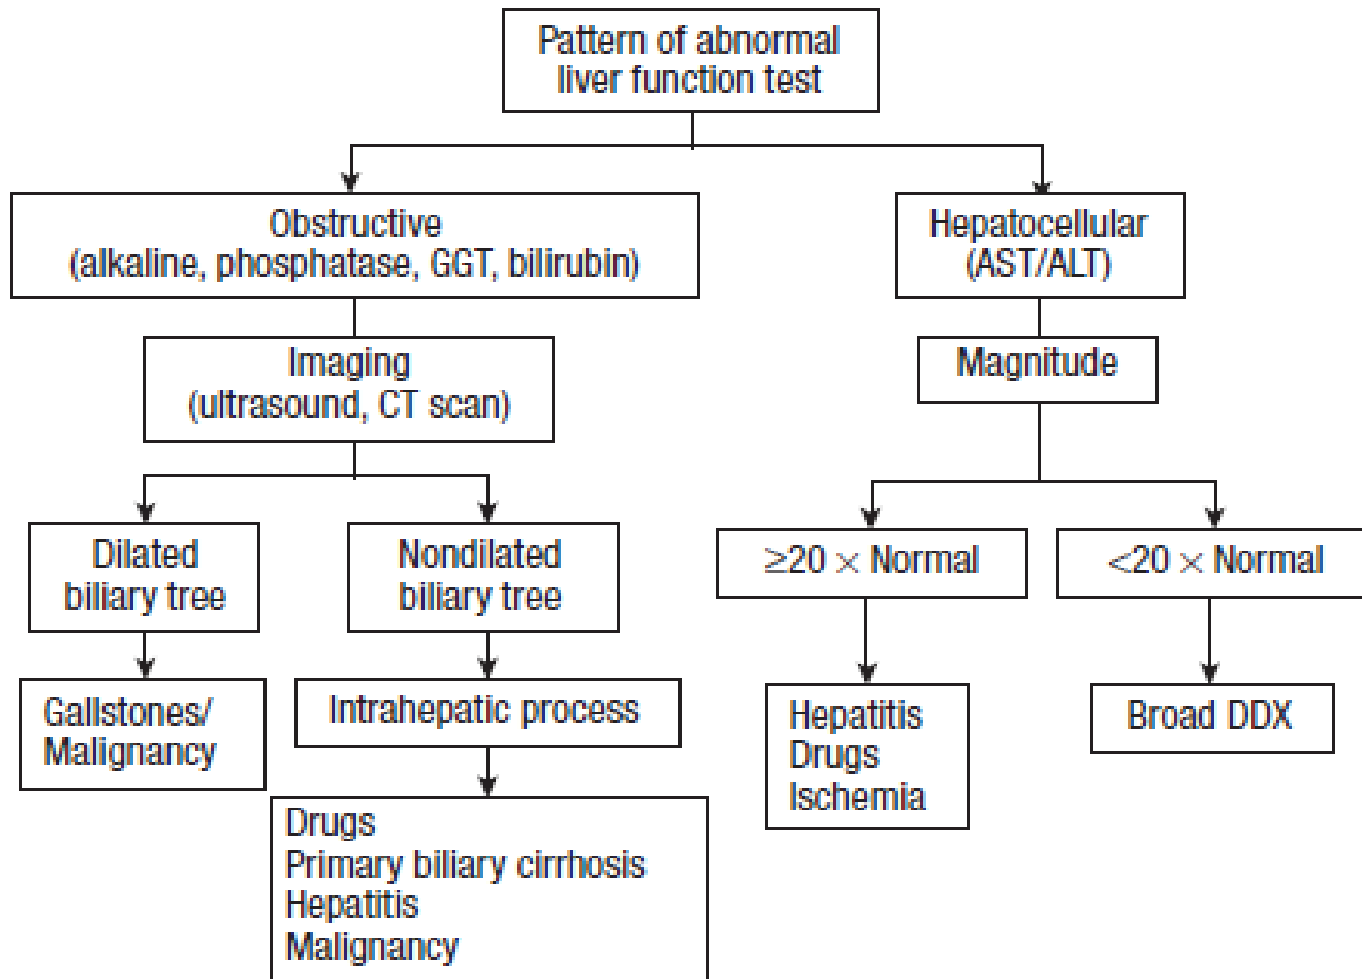 Pattern of abnormal
liver function test
Obstructive
(alkaline, phosphatase, GGT, bilirubin)
Hepatocellular
(AST/ALT)
Imaging
(ultrasound, CT scan)
Magnitude
Dilated
biliary tree
Nondilated
biliary tree
≥20 × Normal
<20 × Normal
Gallstones/
Malignancy
Intrahepatic process
Hepatitis
Drugs
Ischemia
Broad DDX
Drugs
Primary biliary cirrhosis
Hepatitis
Malignancy